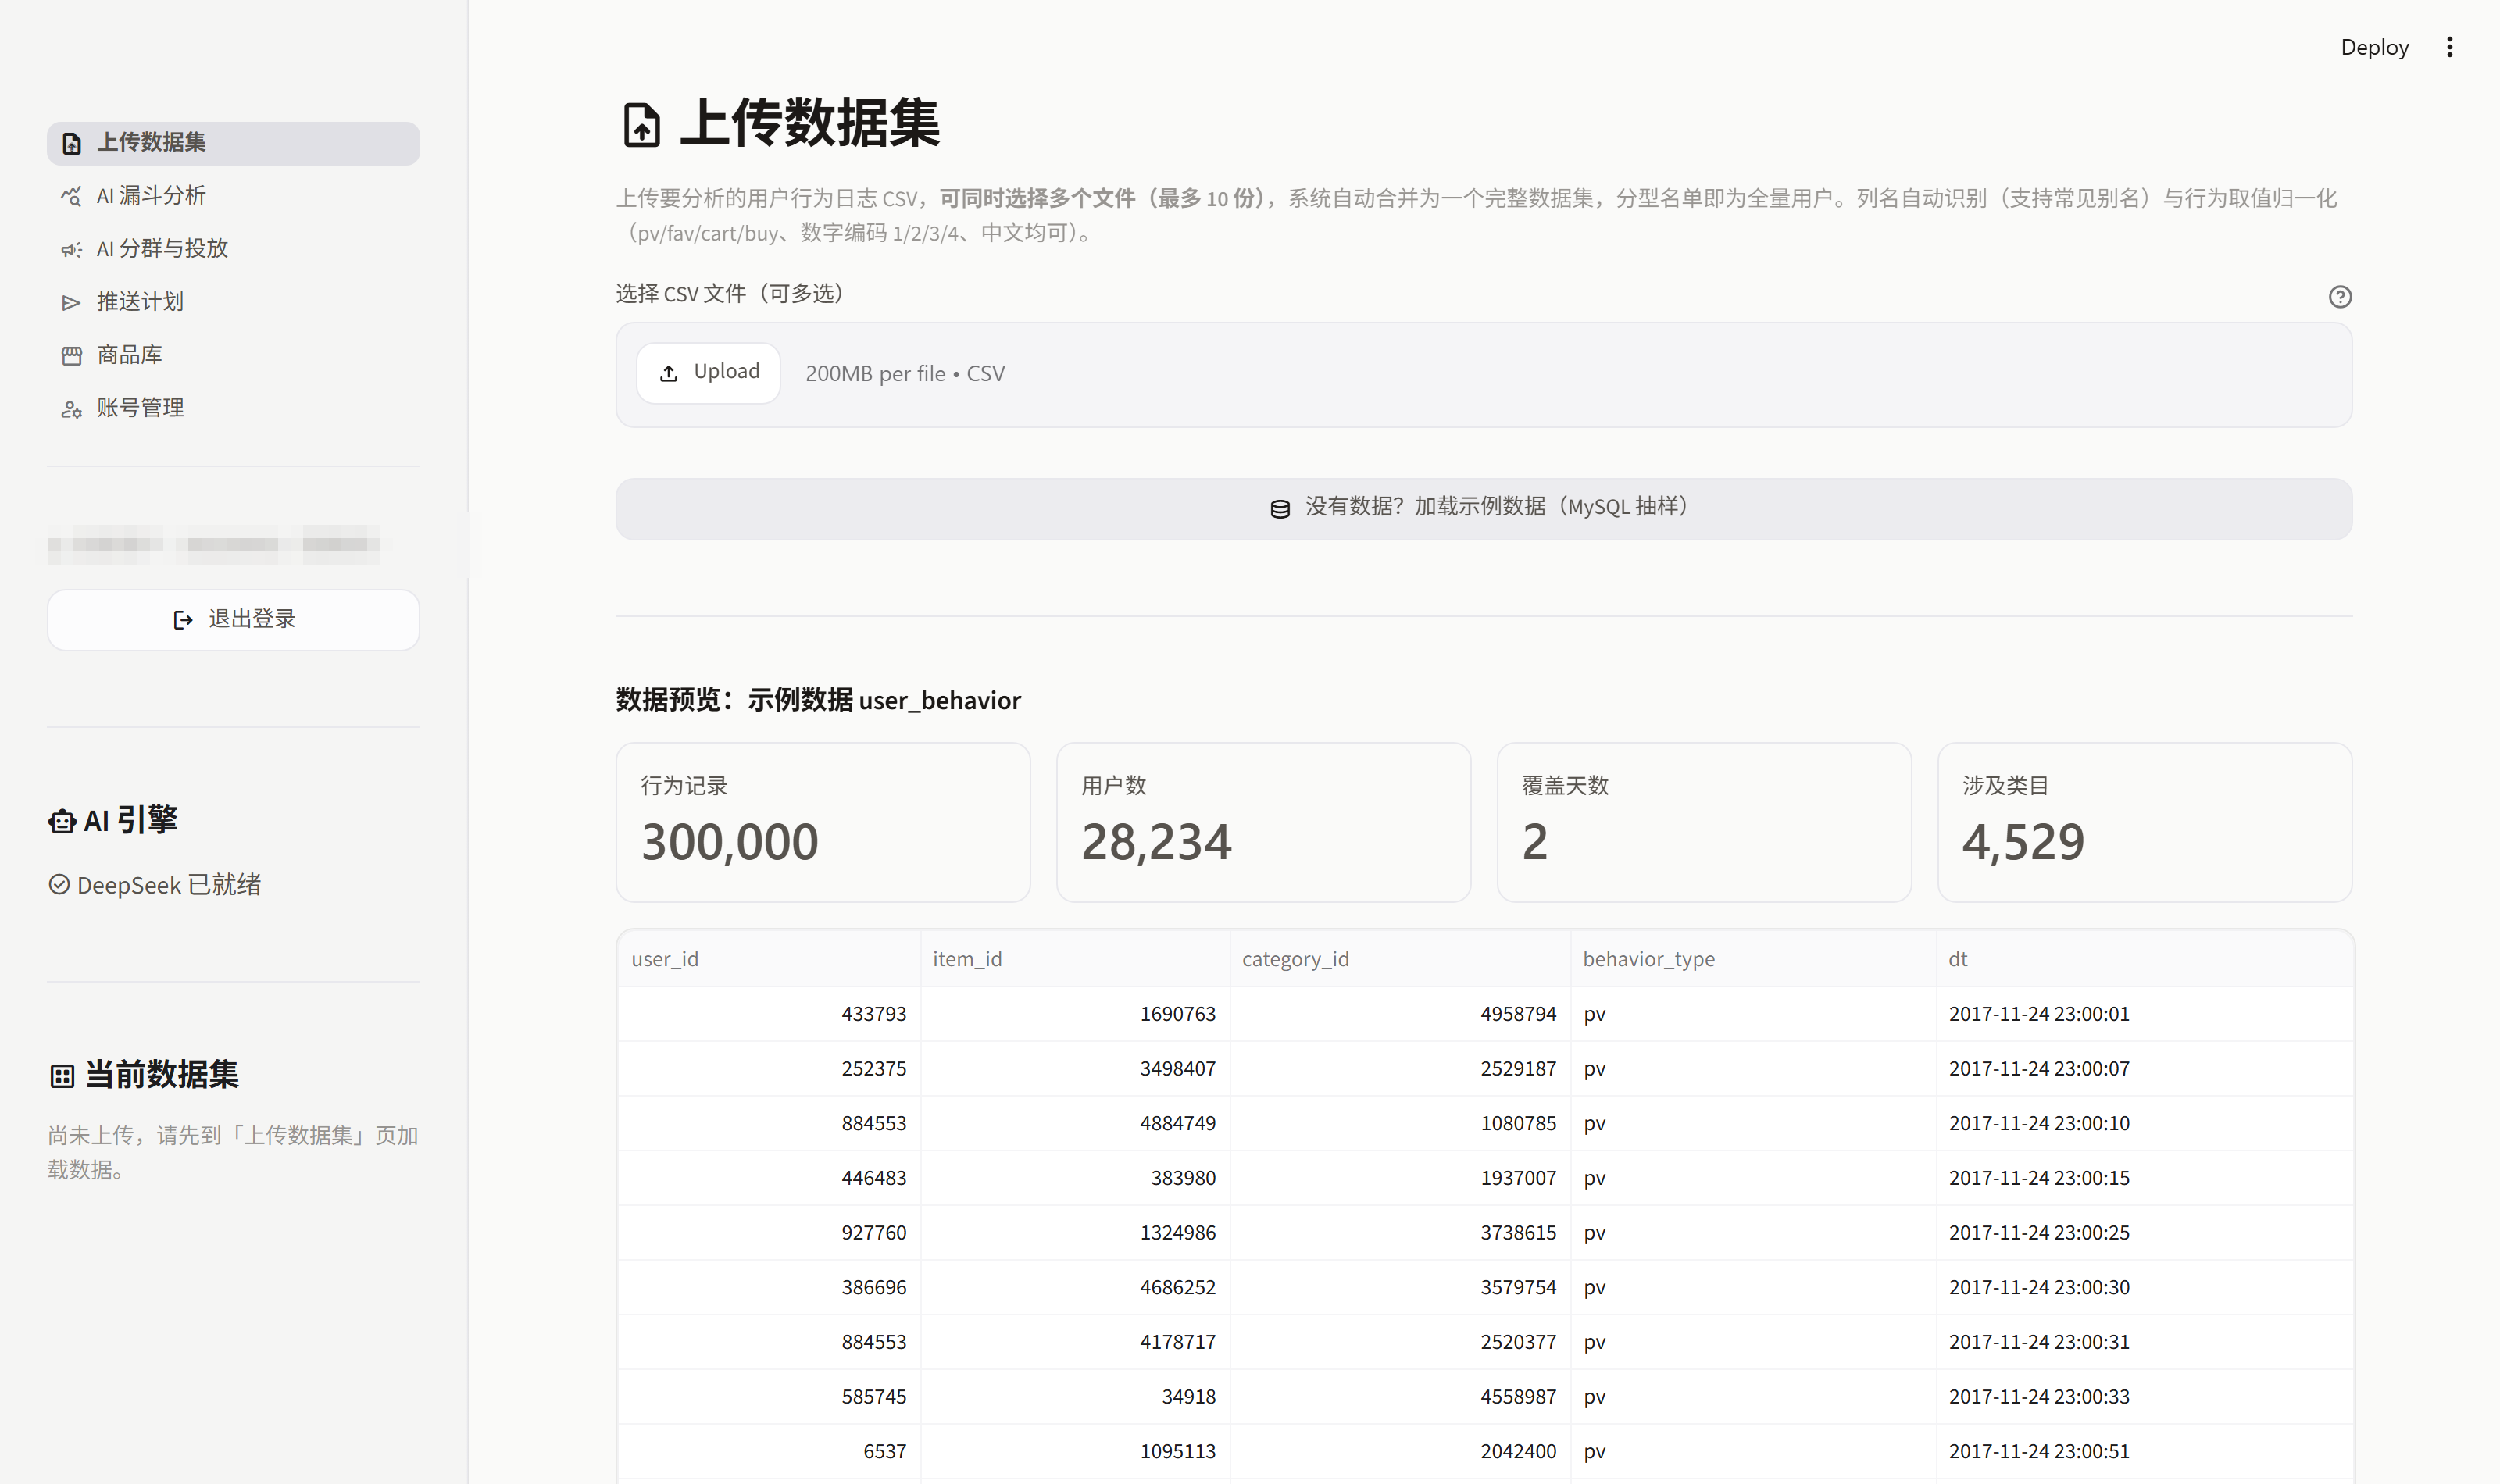 Deploy
上传数据集
AI 漏斗分析
AI 分群与投放
推送计划
商品库
账号管理
退出登录
AI 引擎
DeepSeek 已就绪
当前数据集
尚未上传，请先到「上传数据集」页加
载数据。
上传数据集
上传要分析的用户行为日志 CSV，可同时选择多个文件（最多 10 份），系统自动合并为一个完整数据集，分型名单即为全量用户。列名自动识别（支持常见别名）与行为取值归一化
（pv/fav/cart/buy、数字编码 1/2/3/4、中文均可）。
选择 CSV 文件（可多选）
Upload 200MB per file • CSV
没有数据？加载示例数据（MySQL 抽样）
数据预览：示例数据 user_behavior
行为记录 用户数 覆盖天数 涉及类目
300,000 28,234 2 4,529
user_id item_id category_id behavior_type dt
433793 1690763 4958794 pv 2017-11-24 23:00:01
252375 3498407 2529187 pv 2017-11-24 23:00:07
884553 4884749 1080785 pv 2017-11-24 23:00:10
446483 383980 1937007 pv 2017-11-24 23:00:15
927760 1324986 3738615 pv 2017-11-24 23:00:25
386696 4686252 3579754 pv 2017-11-24 23:00:30
884553 4178717 2520377 pv 2017-11-24 23:00:31
585745 34918 4558987 pv 2017-11-24 23:00:33
6537 1095113 2042400 pv 2017-11-24 23:00:51